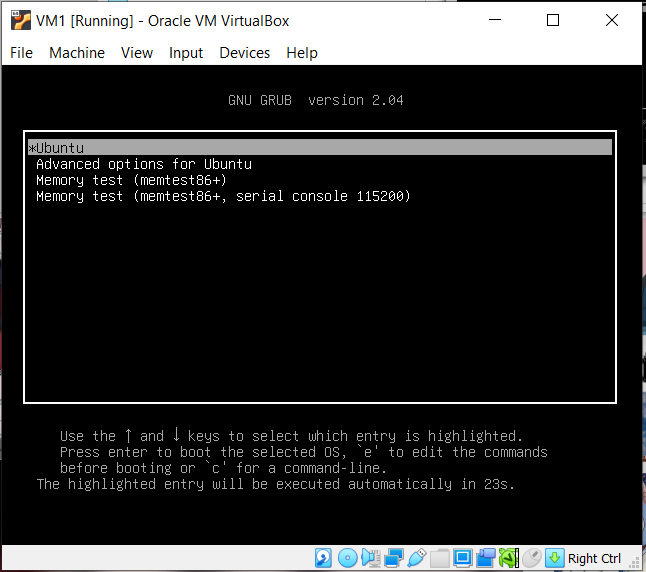 VM1 [Running] - Oracle VM VirtualBox
File Machine View Input Devices Help
GNU GRUB version 2.04
*Ubuntu
Advanced options for Ubuntu
Memory test (memtest86+)
Memory test (memtest86+, serial console 115200)
Use the ↑ and ↓ keys to select which entry is highlighted.
Press enter to boot the selected OS, `e' to edit the commands
before booting or `c' for a command-line.
The highlighted entry will be executed automatically in 23s.
Right Ctrl